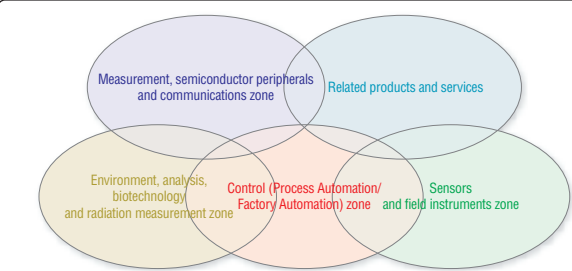 Measurement, semiconductor peripherals
and communications zone
Related products and services
Environment, analysis,
biotechnology
and radiation measurement zone
Control (Process Automation/
Factory Automation) zone
Sensors
and field instruments zone